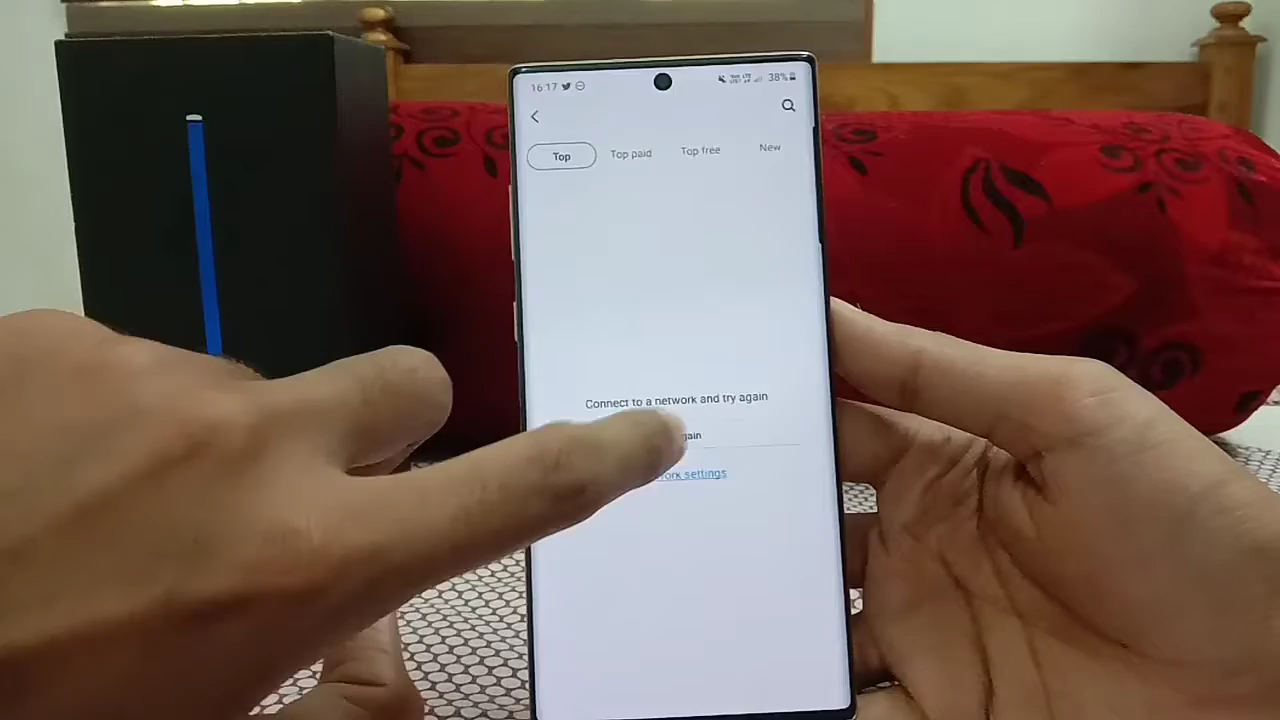 16:17 38%
Top Top paid Top free New
Connect to a network and try again
gain
ork settings